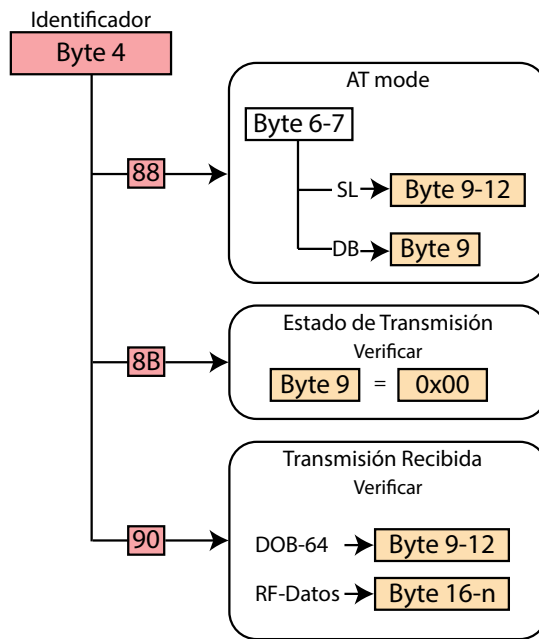 Identificador
Byte 4
AT mode
Byte 6-7
88
SL
Byte 9-12
DB
Byte 9
Estado de Transmisión
Verificar
8B
Byte 9 = 0x00
Transmisión Recibida
Verificar
90
DOB-64
Byte 9-12
RF-Datos
Byte 16-n